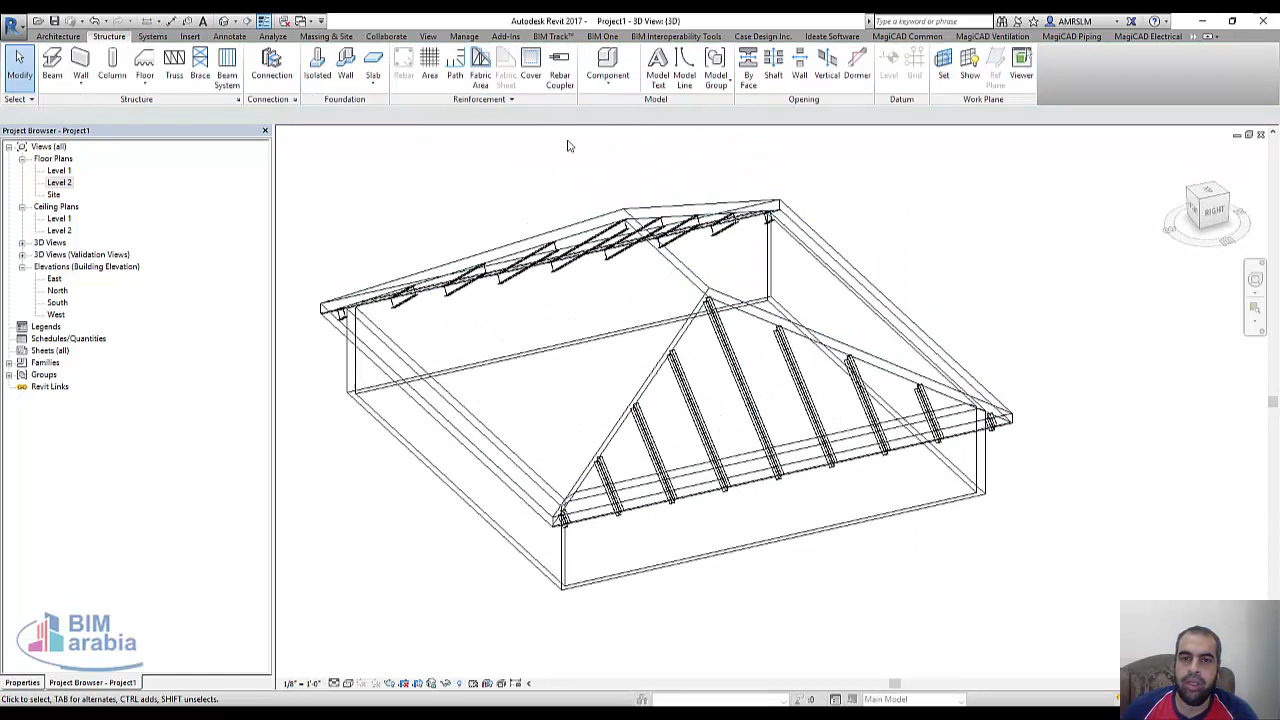 Autodesk Revit 2017 - Project1 - 3D View: {3D}
Type a keyword or phrase
AMRSLM
Architecture Structure Systems Insert Annotate Analyze Massing & Site Collaborate View Manage Add-Ins BIM Track™ BIM One BIM Interoperability Tools Case Design Inc. Ideate Software MagiCAD Common MagiCAD Ventilation MagiCAD Piping MagiCAD Electrical
Modify Beam Wall Column Floor Truss Brace Beam System Connection Isolated Wall Slab Rebar Area Path Fabric Area Fabric Sheet Cover Rebar Coupler Component Model Text Model Line Model Group By Face Shaft Wall Vertical Dormer Level Grid Set Show Ref Plane Viewer
Select Structure Connection Foundation Reinforcement Model Opening Datum Work Plane
Project Browser - Project1
Views (all)
Floor Plans
Level 1
Level 2
Site
Ceiling Plans
Level 1
Level 2
3D Views
3D Views (Validation Views)
Elevations (Building Elevation)
East
North
South
West
Legends
Schedules/Quantities
Sheets (all)
Families
Groups
Revit Links
RIGHT
BIM
arabia
Properties Project Browser - Project1
1/8" = 1'-0"
Click to select, TAB for alternates, CTRL adds, SHIFT unselects.
:0
Main Model